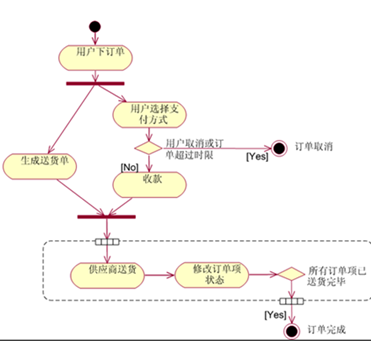 用户下订单
用户选择支
付方式
用户取消或订
单超过时限
[Yes]
订单取消
生成送货单
[No]
收款
供应商送货
修改订单项
状态
所有订单项已
送货完毕
[Yes]
订单完成